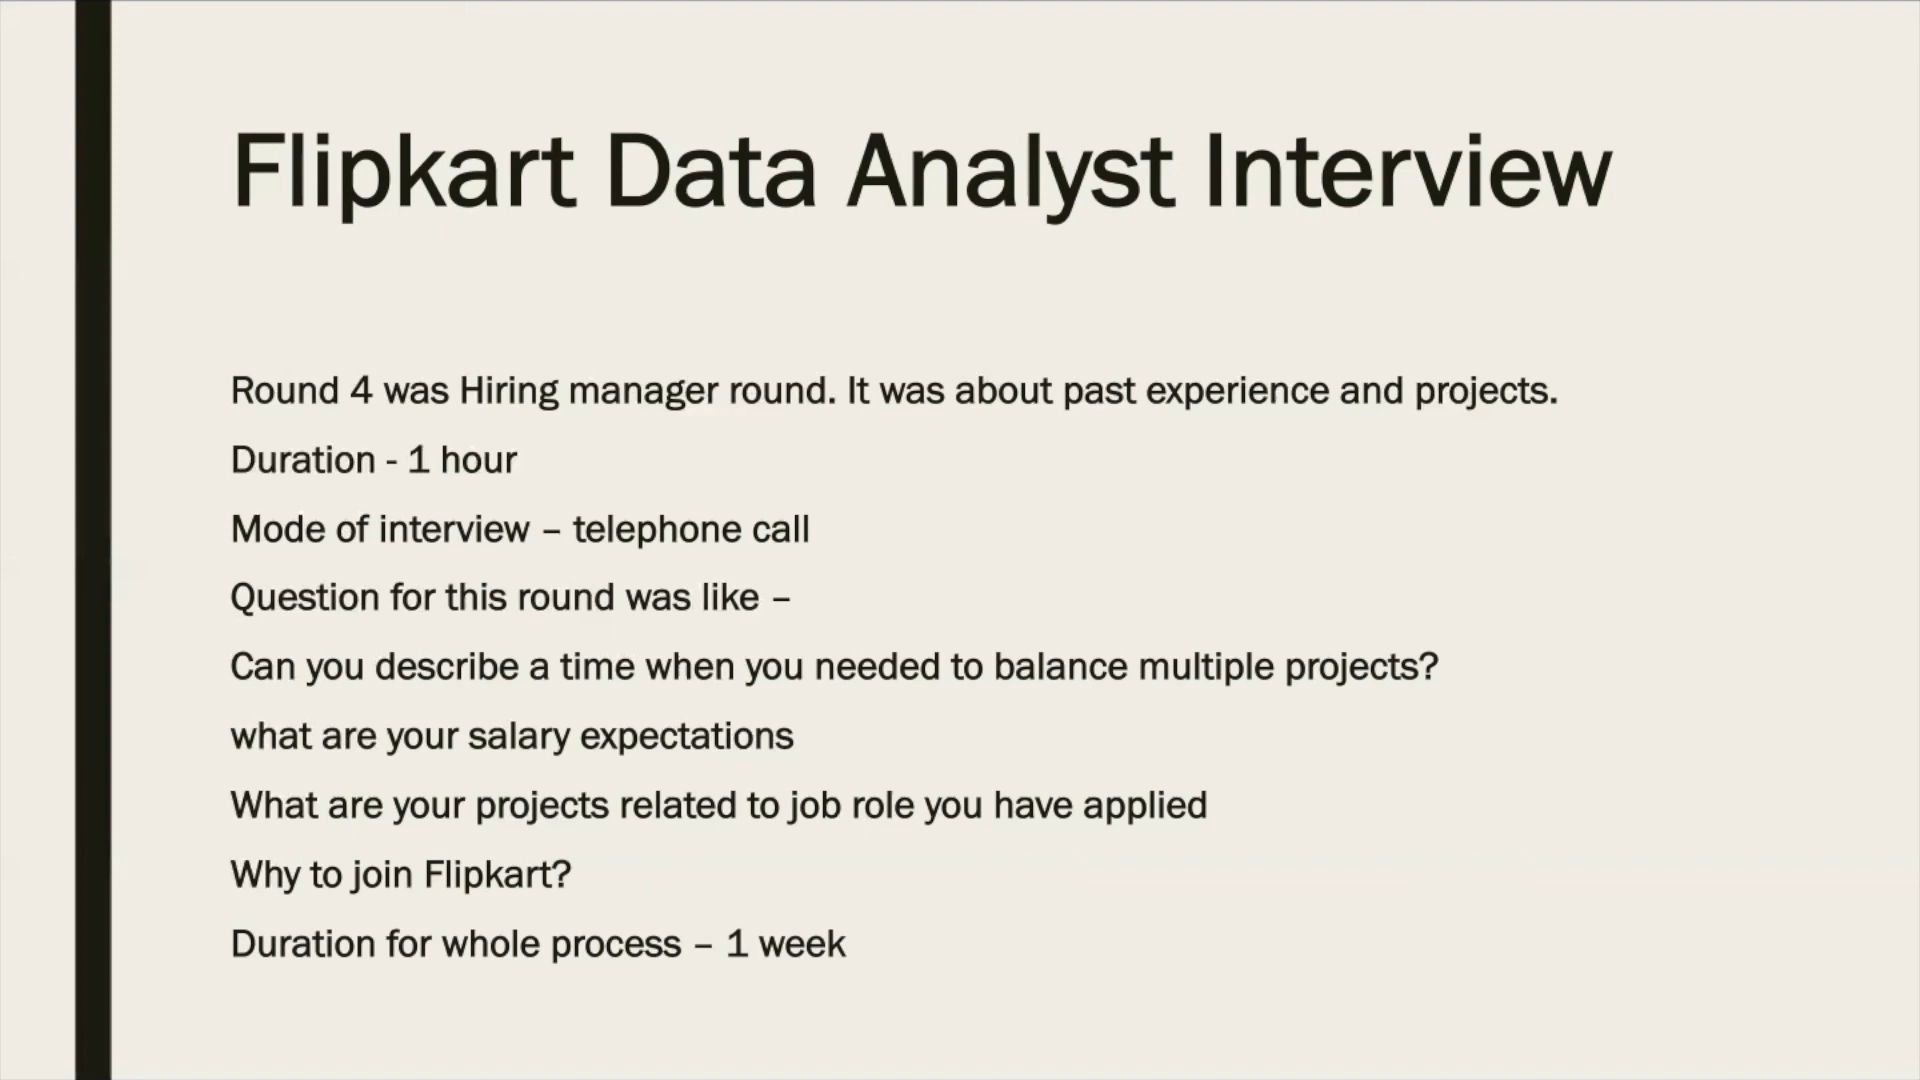 Flipkart Data Analyst Interview
Round 4 was Hiring manager round. It was about past experience and projects.
Duration - 1 hour
Mode of interview – telephone call
Question for this round was like –
Can you describe a time when you needed to balance multiple projects?
what are your salary expectations
What are your projects related to job role you have applied
Why to join Flipkart?
Duration for whole process – 1 week